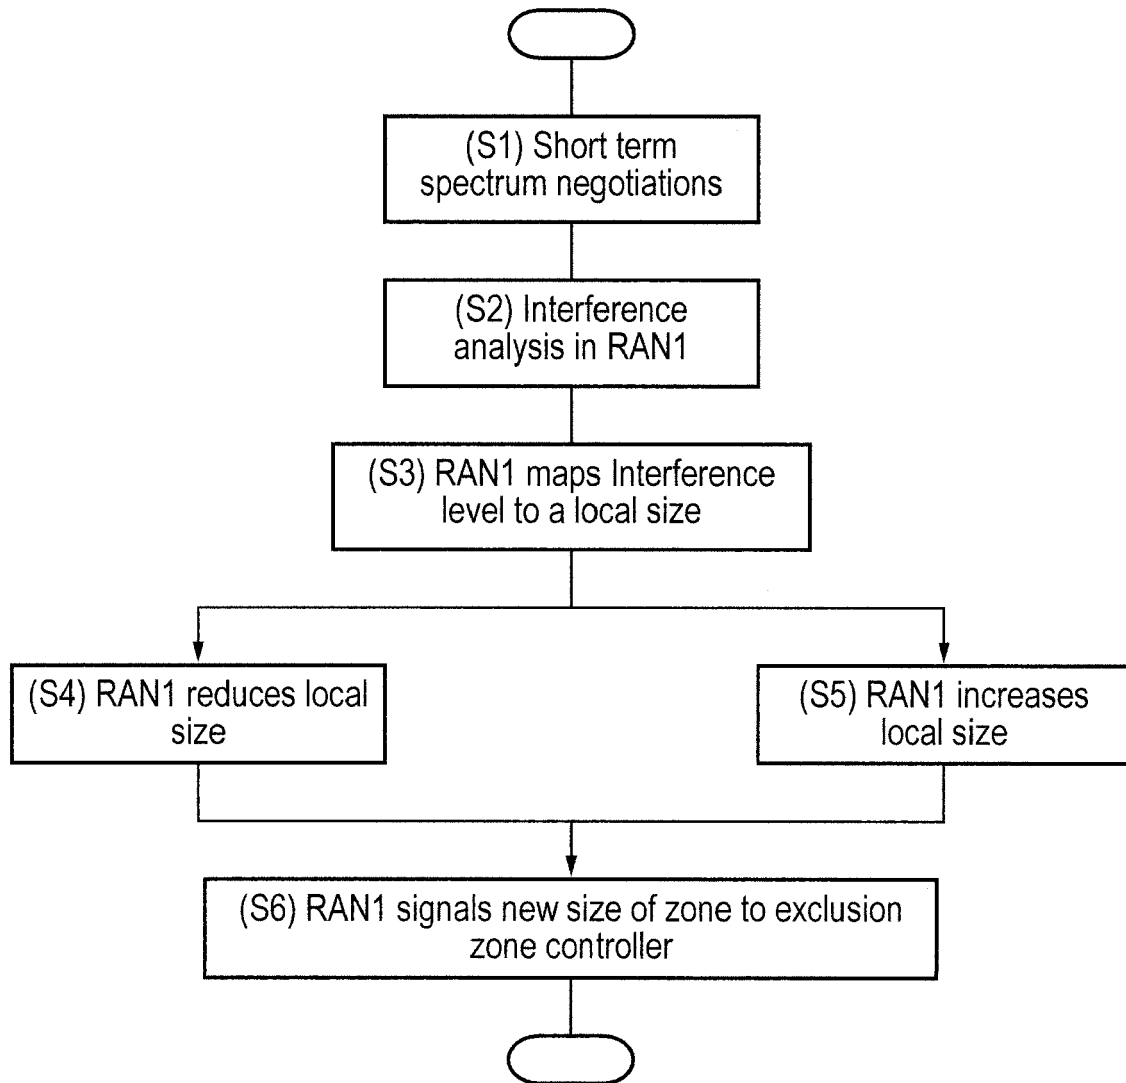 (S1) Short term
spectrum negotiations
(S2) Interference
analysis in RAN1
(S3) RAN1 maps Interference
level to a local size
(S4) RAN1 reduces local
size
(S5) RAN1 increases
local size
(S6) RAN1 signals new size of zone to exclusion
zone controller